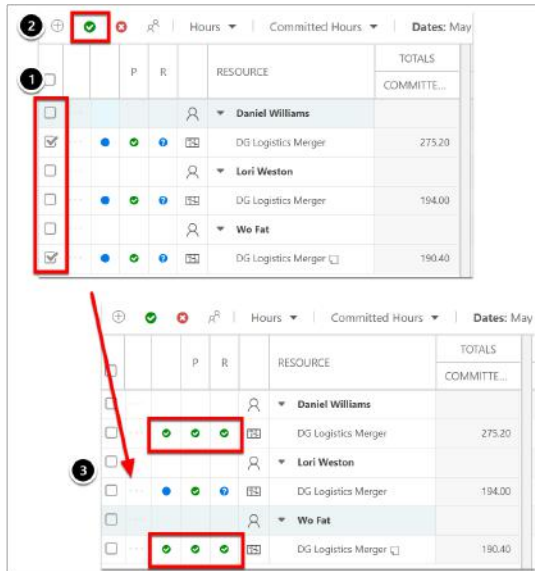 2
Hours Committed Hours Dates: May
1
P R RESOURCE TOTALS
COMMITTE...
Daniel Williams
DG Logistics Merger 275.20
Lori Weston
DG Logistics Merger 194.00
Wo Fat
DG Logistics Merger 190.40
Hours Committed Hours Dates: May
P R RESOURCE TOTALS
COMMITTE...
Daniel Williams
DG Logistics Merger 275.20
3
Lori Weston
DG Logistics Merger 194.00
Wo Fat
DG Logistics Merger 190.40